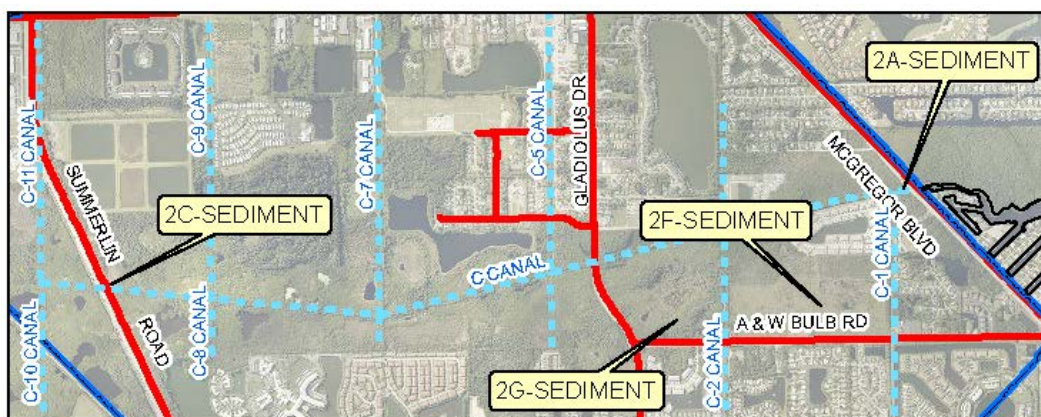 2A-SEDIMENT
C-11 CANAL
C-9 CANAL
C-7 CANAL
C-5 CANAL
GLADIOLUS DR
MCGREGOR BLVD
SUMMERLIN
2C-SEDIMENT
2F-SEDIMENT
C CANAL
C-1 CANAL
C-10 CANAL
ROAD
C-8 CANAL
2G-SEDIMENT
C-2 CANAL
A & W BULB RD